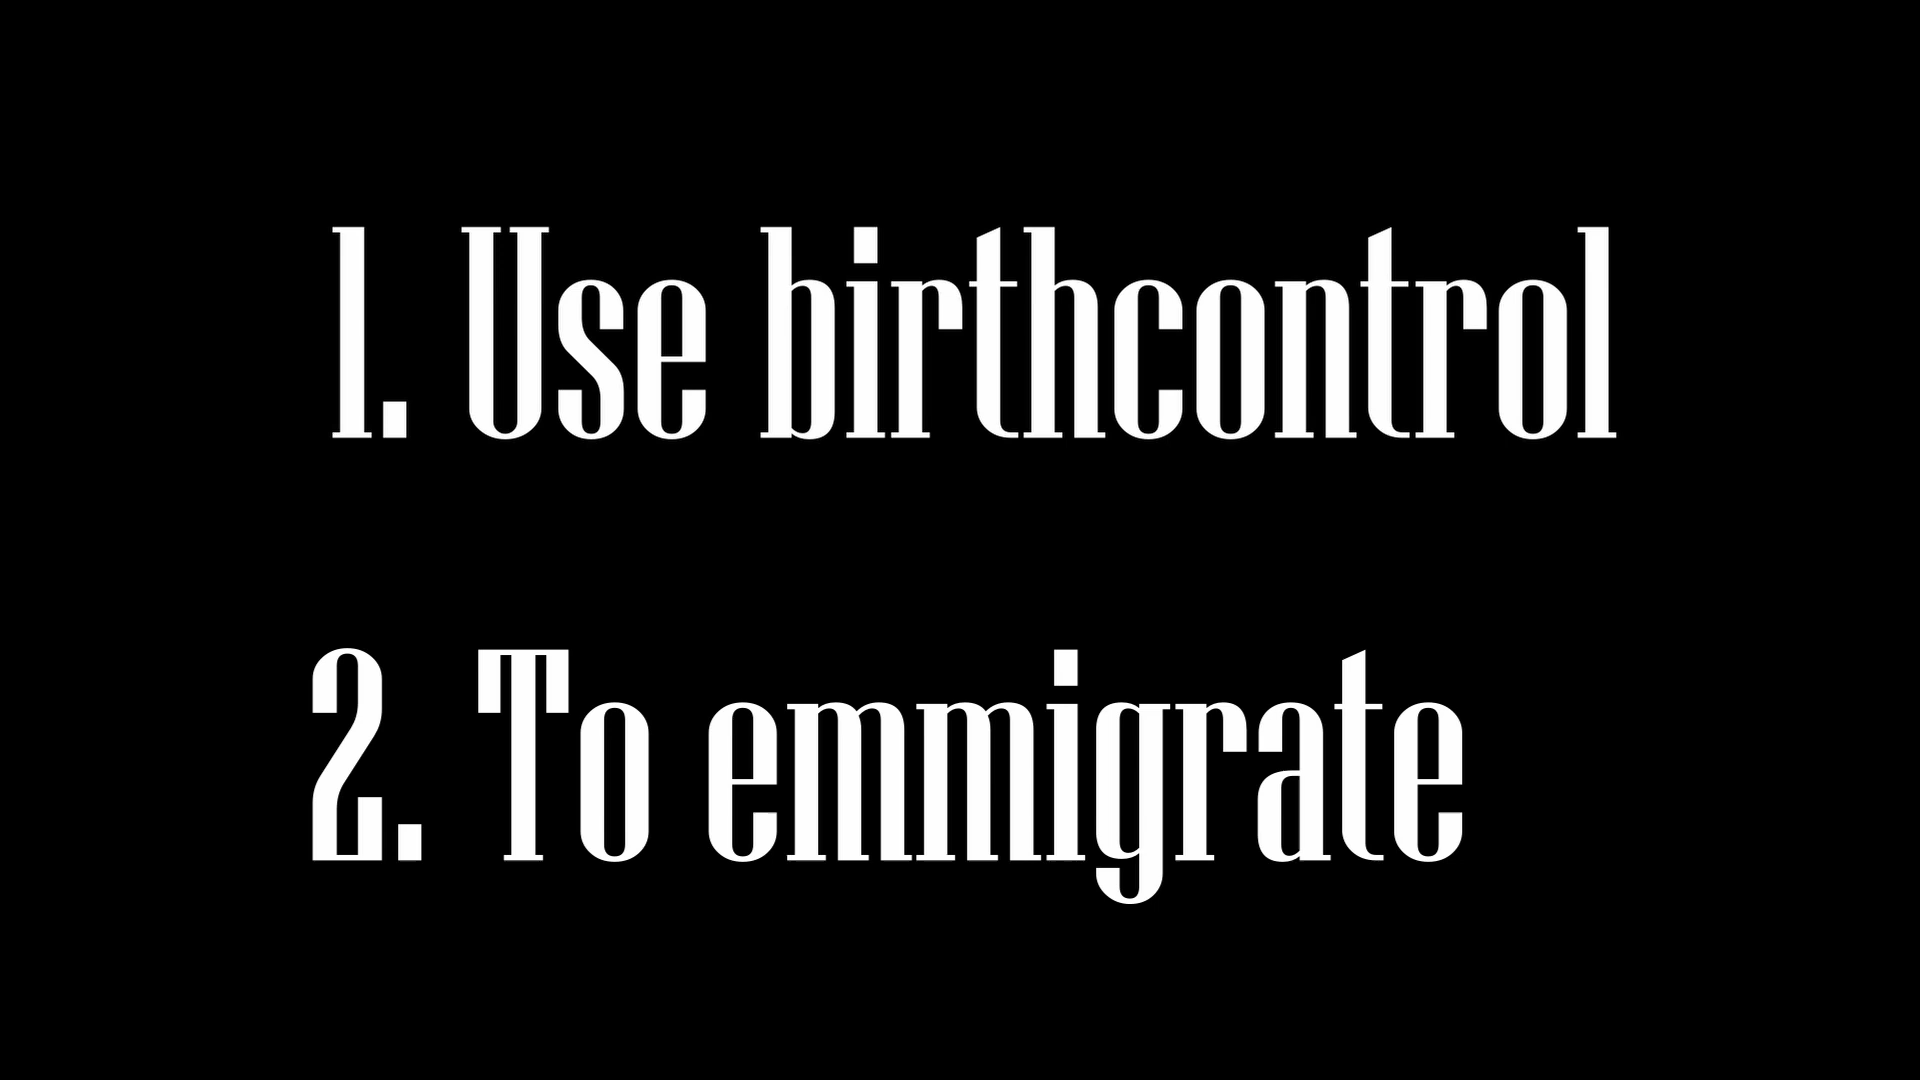 1. Use birthcontrol
2. To emmigrate